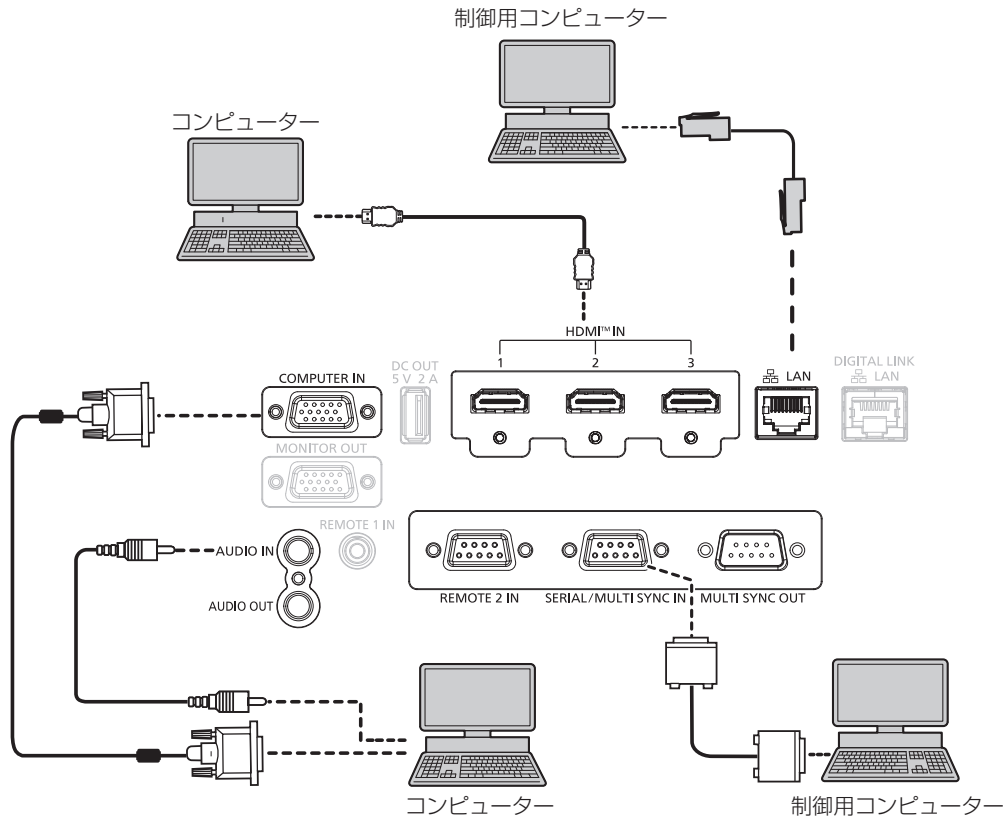 制御用コンピューター
コンピューター
HDMI™ IN
1 2 3
DC OUT
5 V 2 A
COMPUTER IN
LAN
DIGITAL LINK
LAN
MONITOR OUT
REMOTE 1 IN
AUDIO IN
AUDIO OUT
REMOTE 2 IN
SERIAL/MULTI SYNC IN
MULTI SYNC OUT
コンピューター
制御用コンピューター